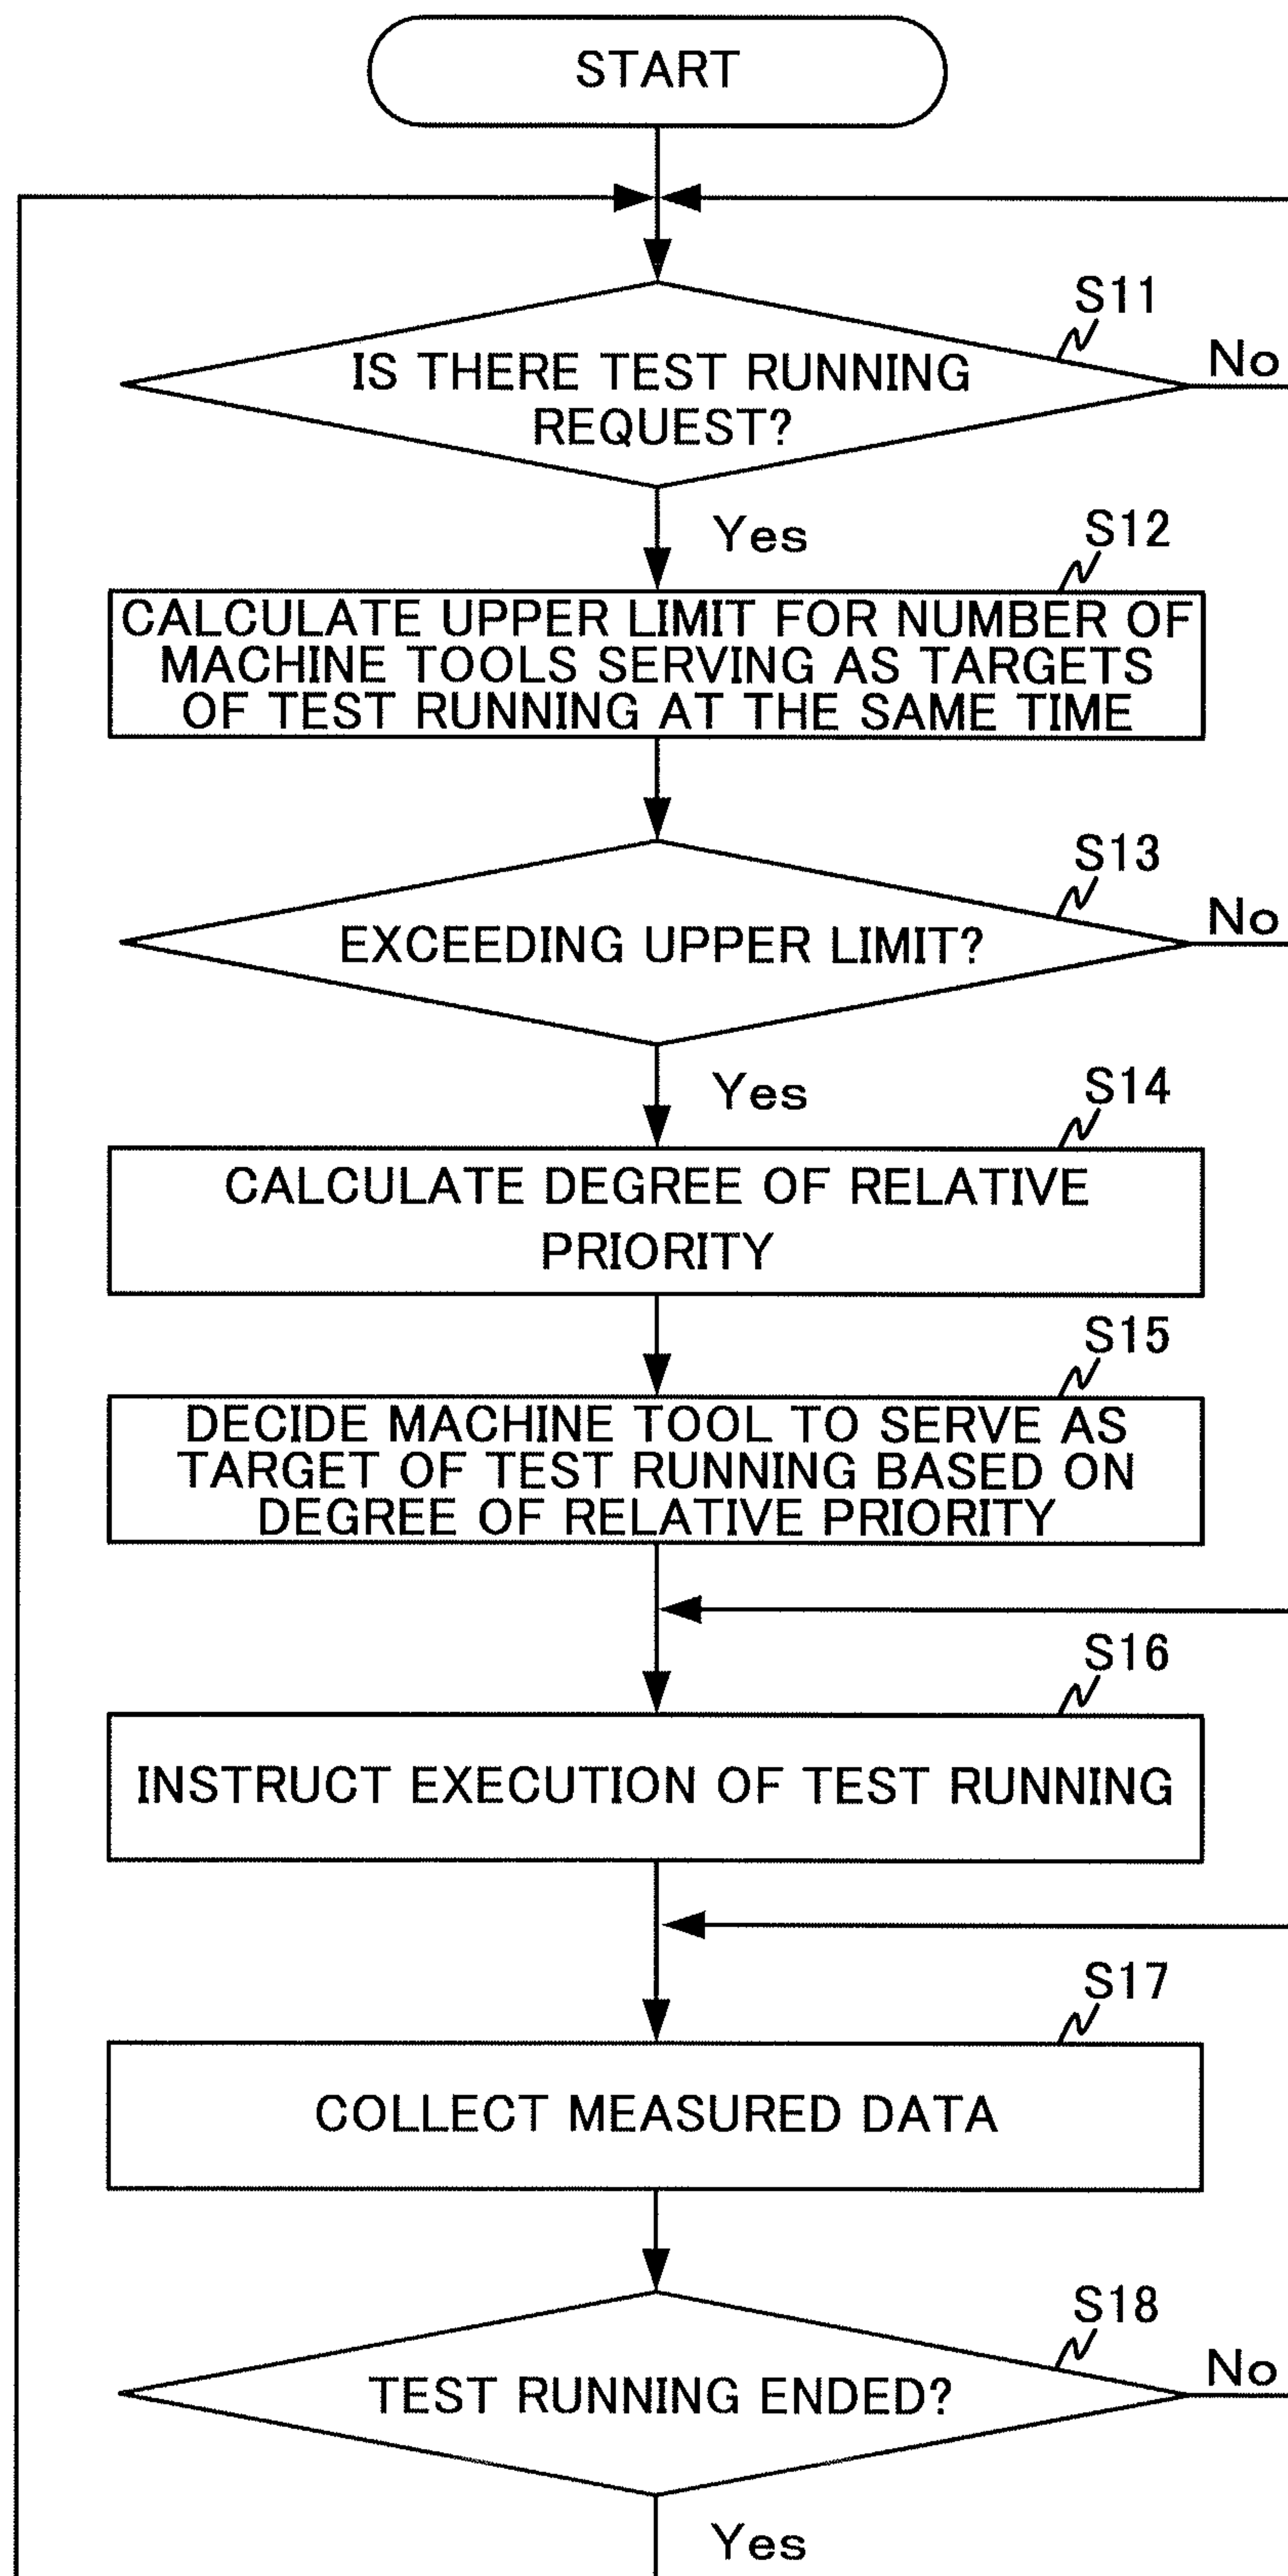 START
S11
IS THERE TEST RUNNING
REQUEST?
No
Yes
S12
CALCULATE UPPER LIMIT FOR NUMBER OF
MACHINE TOOLS SERVING AS TARGETS
OF TEST RUNNING AT THE SAME TIME
S13
EXCEEDING UPPER LIMIT?
No
Yes
S14
CALCULATE DEGREE OF RELATIVE
PRIORITY
S15
DECIDE MACHINE TOOL TO SERVE AS
TARGET OF TEST RUNNING BASED ON
DEGREE OF RELATIVE PRIORITY
S16
INSTRUCT EXECUTION OF TEST RUNNING
S17
COLLECT MEASURED DATA
S18
TEST RUNNING ENDED?
No
Yes